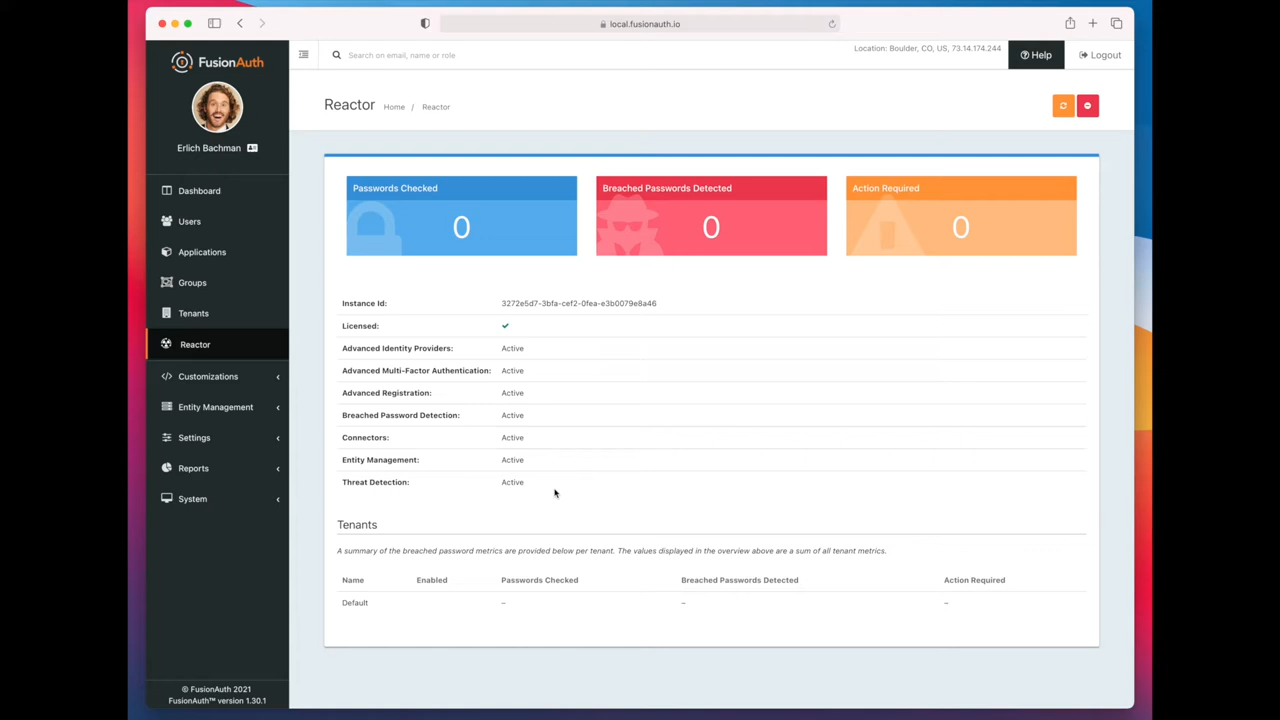 local.fusionauth.io
FusionAuth
Search on email, name or role
Location: Boulder, CO, US, 73.14.174.244
Help
Logout
Erlich Bachman
Dashboard
Users
Applications
Groups
Tenants
Reactor
Customizations
Entity Management
Settings
Reports
System
© FusionAuth 2021
FusionAuth™ version 1.30.1
Reactor Home / Reactor
Passwords Checked
0
Breached Passwords Detected
0
Action Required
0
Instance Id: 3272e5d7-3bfa-cef2-0fea-e3b0079e8a46
Licensed:
Advanced Identity Providers: Active
Advanced Multi-Factor Authentication: Active
Advanced Registration: Active
Breached Password Detection: Active
Connectors: Active
Entity Management: Active
Threat Detection: Active
Tenants
A summary of the breached password metrics are provided below per tenant. The values displayed in the overview above are a sum of all tenant metrics.
Name Enabled Passwords Checked Breached Passwords Detected Action Required
Default – – –